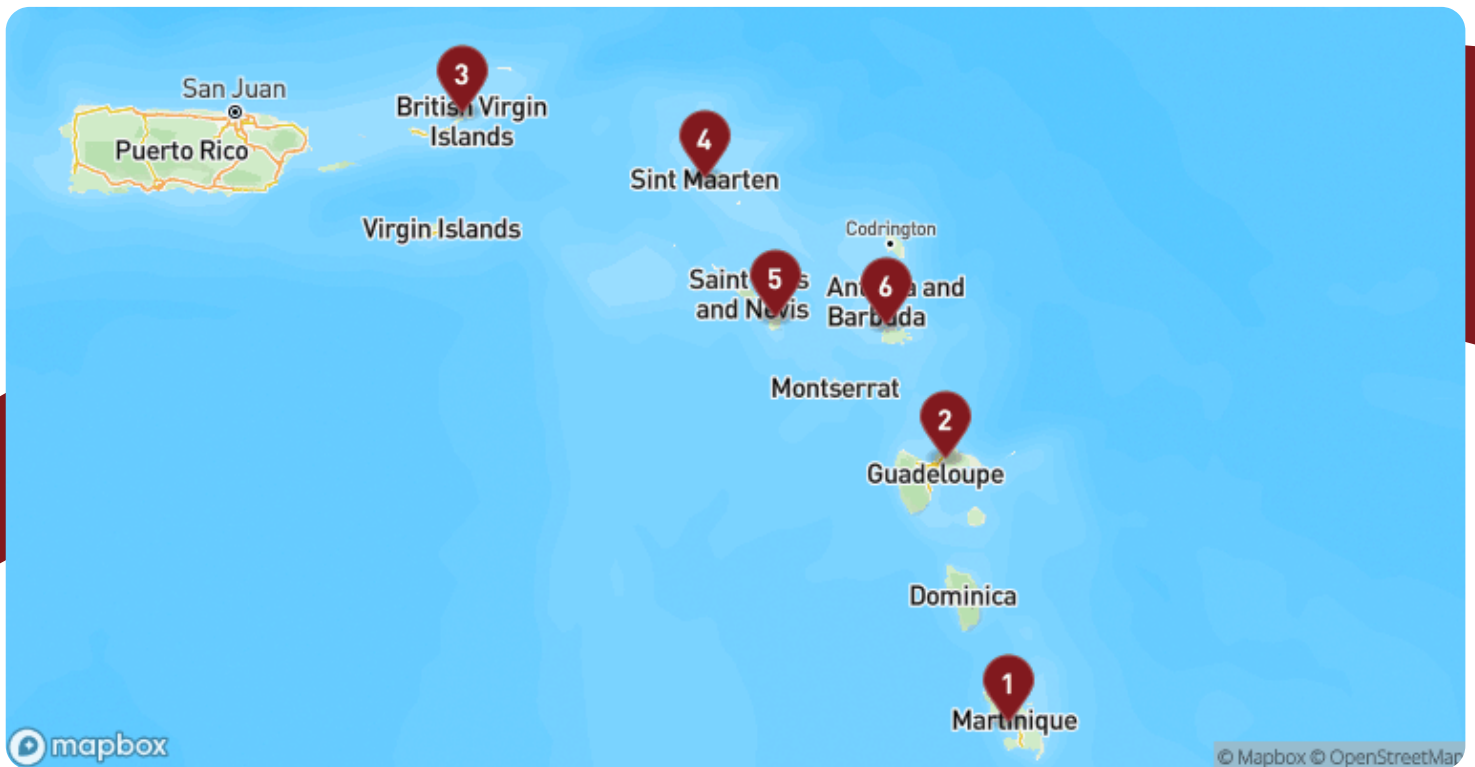 3
San Juan
British Virgin
Islands
Puerto Rico
4
Sint Maarten
Virgin Islands
Codrington
5
Saint
and Nevis
6
and
Barbuda
Montserrat
2
Guadeloupe
Dominica
1
Martinique
mapbox
© Mapbox © OpenStreetMap